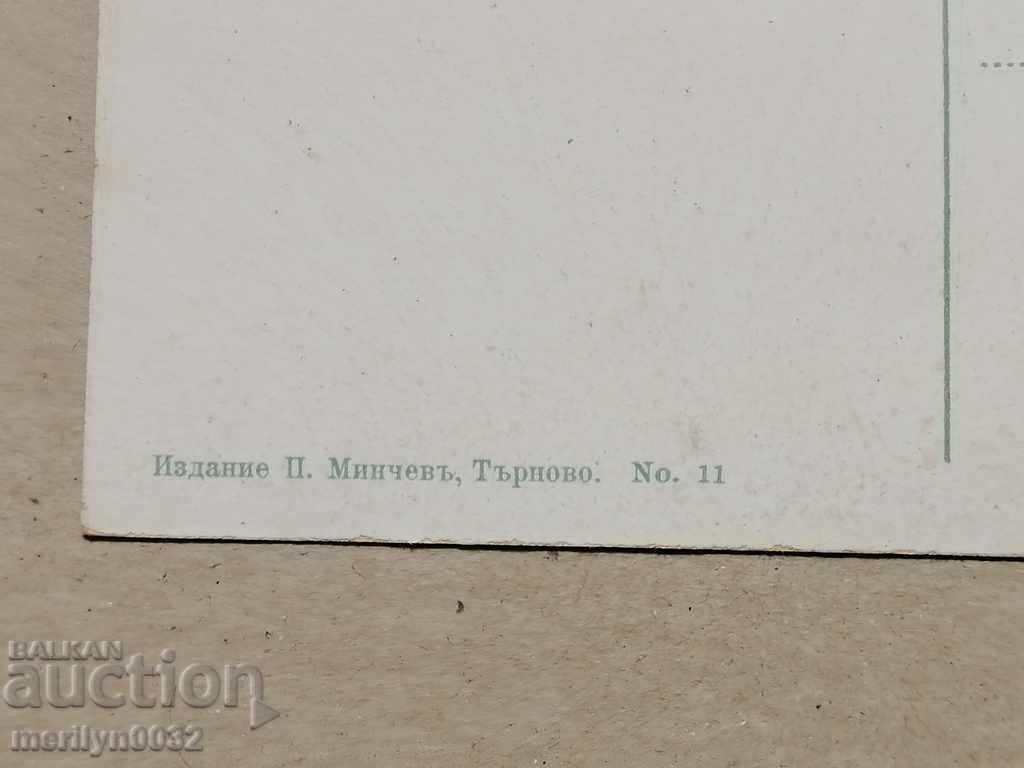 Издание П. Минчевъ, Търново. No. 11
BALKAN
auction
merilyn0032